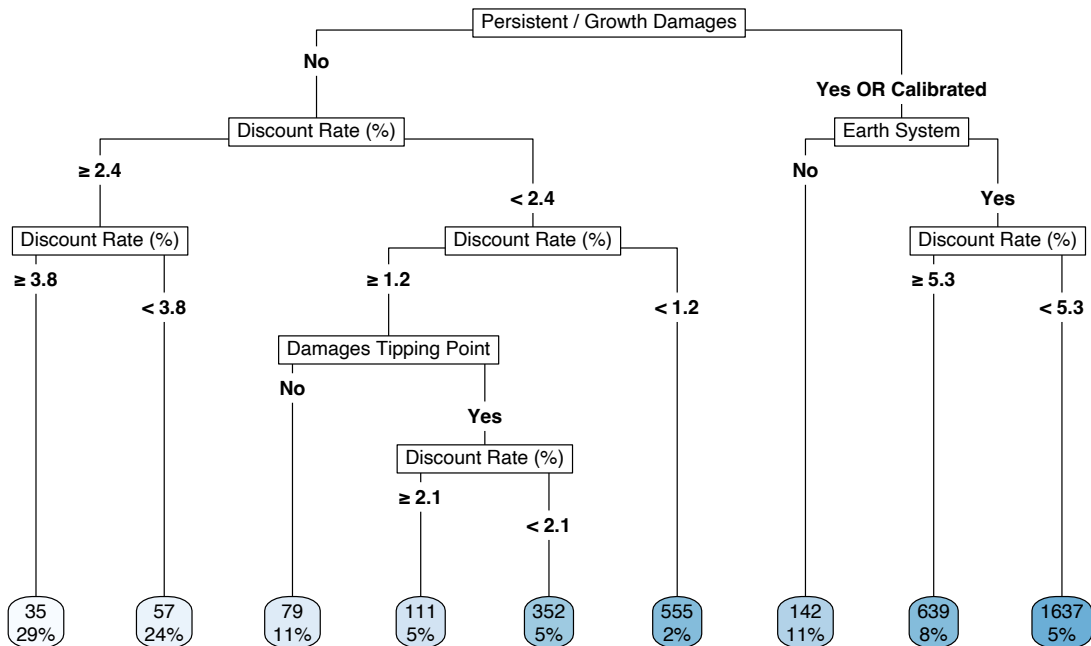 Persistent / Growth Damages
No
Yes OR Calibrated
Discount Rate (%)
Earth System
≥ 2.4
< 2.4
No
Yes
Discount Rate (%)
Discount Rate (%)
Discount Rate (%)
≥ 3.8
< 3.8
≥ 1.2
< 1.2
≥ 5.3
< 5.3
Damages Tipping Point
No
Yes
Discount Rate (%)
≥ 2.1
< 2.1
35
29%
57
24%
79
11%
111
5%
352
5%
555
2%
142
11%
639
8%
1637
5%